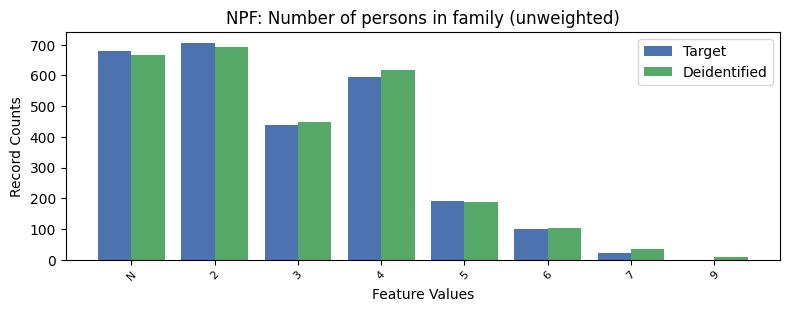 NPF: Number of persons in family (unweighted)
Target
Deidentified
Record Counts
700
600
500
400
300
200
100
0
N 2 3 4 5 6 7 9
Feature Values